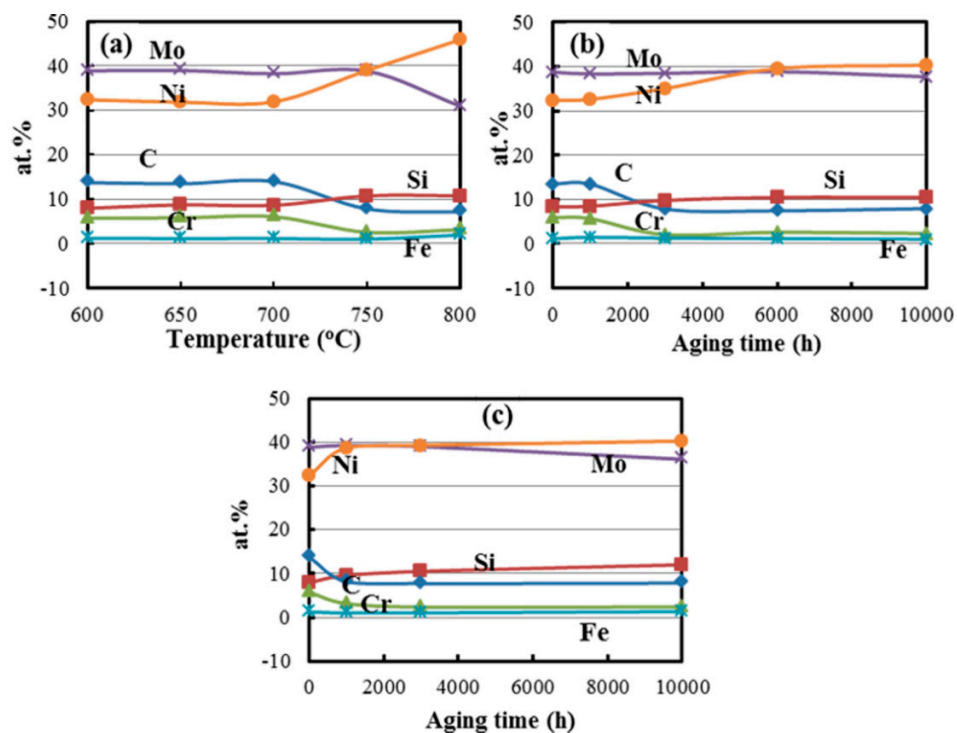 50
(a)
Mo
40
Ni
30
at.%
20
C
Si
10
Cr
0
Fe
-10
600 650 700 750 800
Temperature (oC)
50
(b)
Mo
40
Ni
30
at.%
20
C
Si
10
Cr
0
Fe
-10
0 2000 4000 6000 8000 10000
Aging time (h)
50
(c)
40
Ni
Mo
30
at.%
20
Si
10
C
Cr
0
Fe
-10
0 2000 4000 6000 8000 10000
Aging time (h)